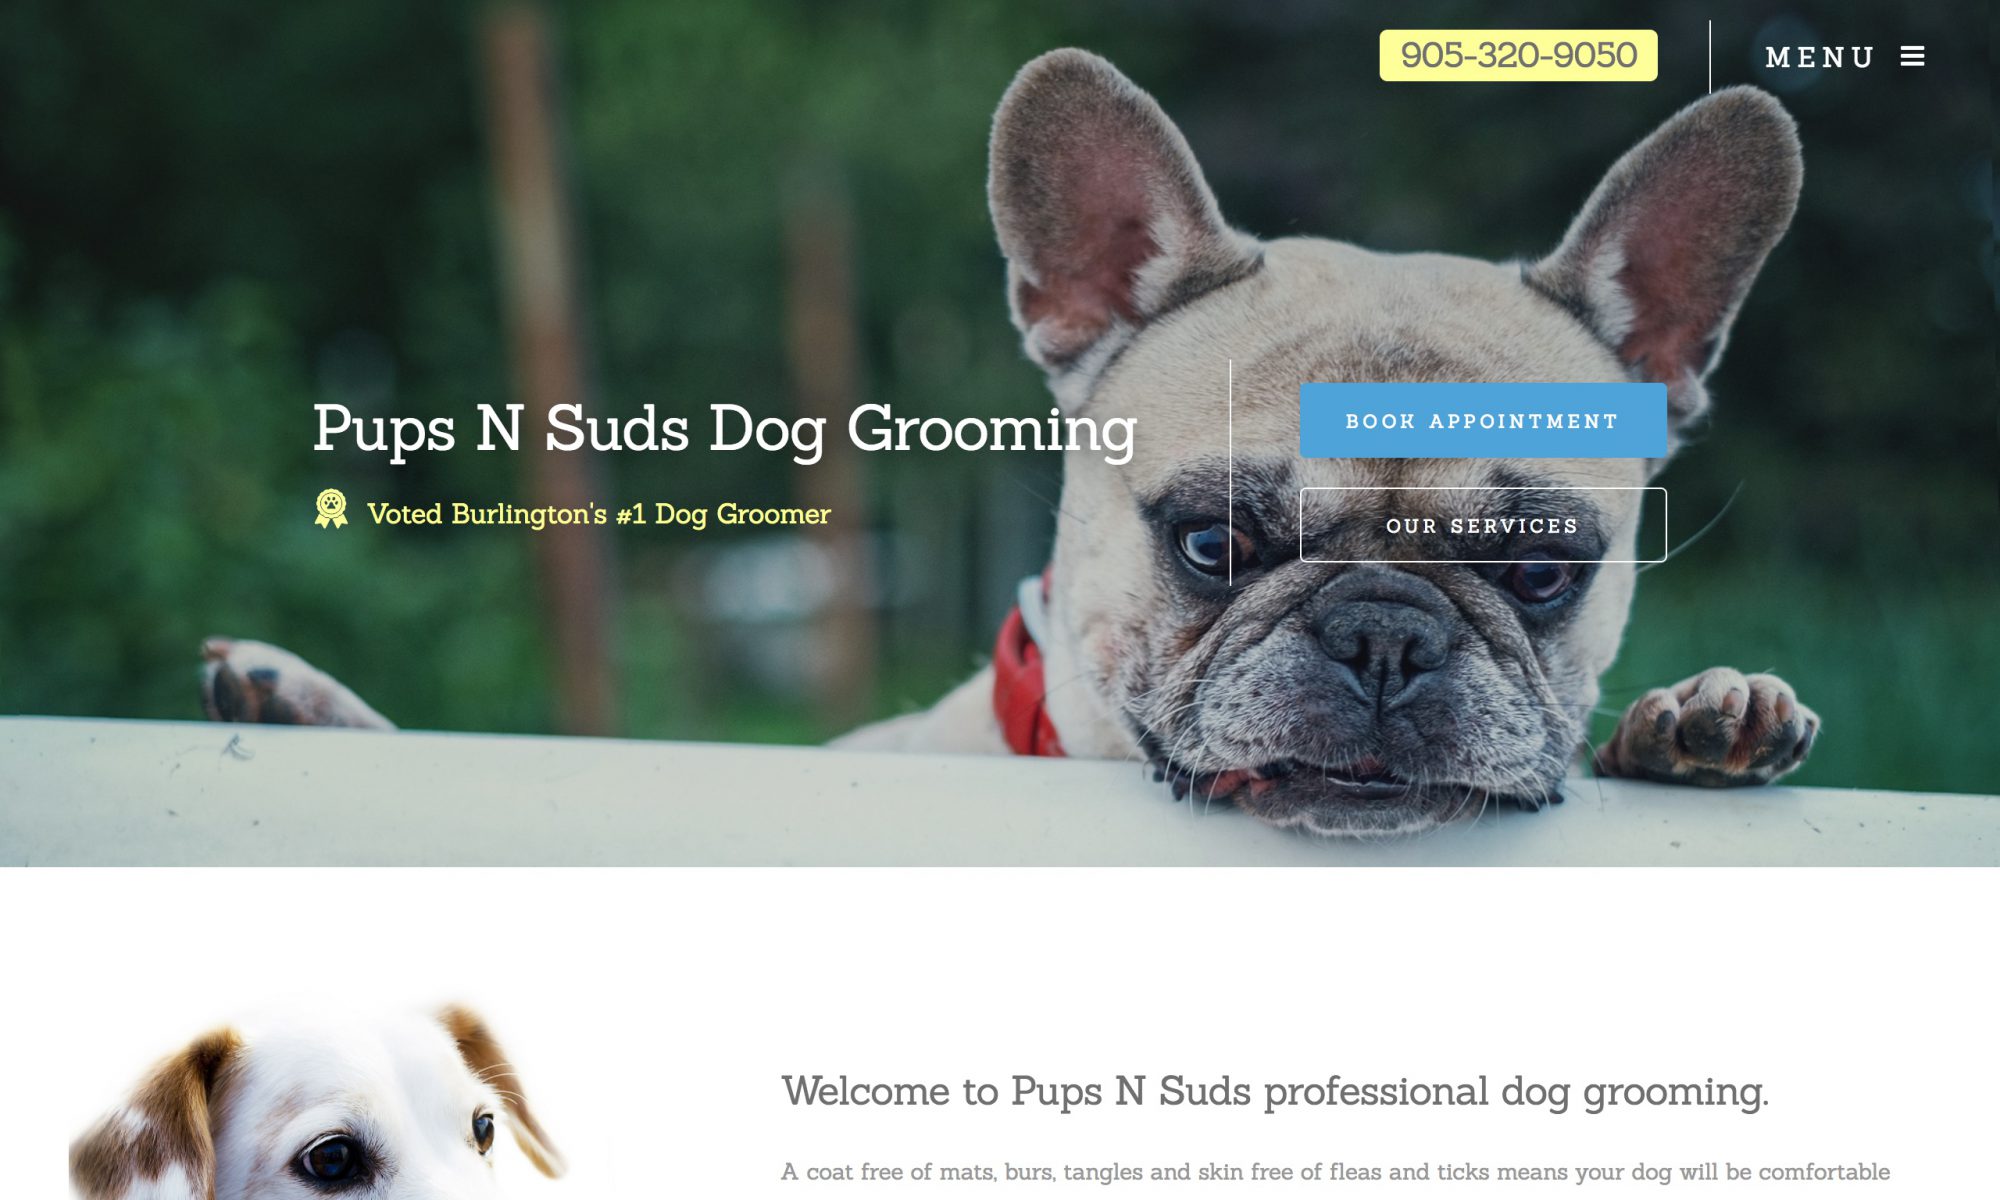 905-320-9050
MENU
Pups N Suds Dog Grooming
Voted Burlington's #1 Dog Groomer
BOOK APPOINTMENT
OUR SERVICES
Welcome to Pups N Suds professional dog grooming.
A coat free of mats, burs, tangles and skin free of fleas and ticks means your dog will be comfortable